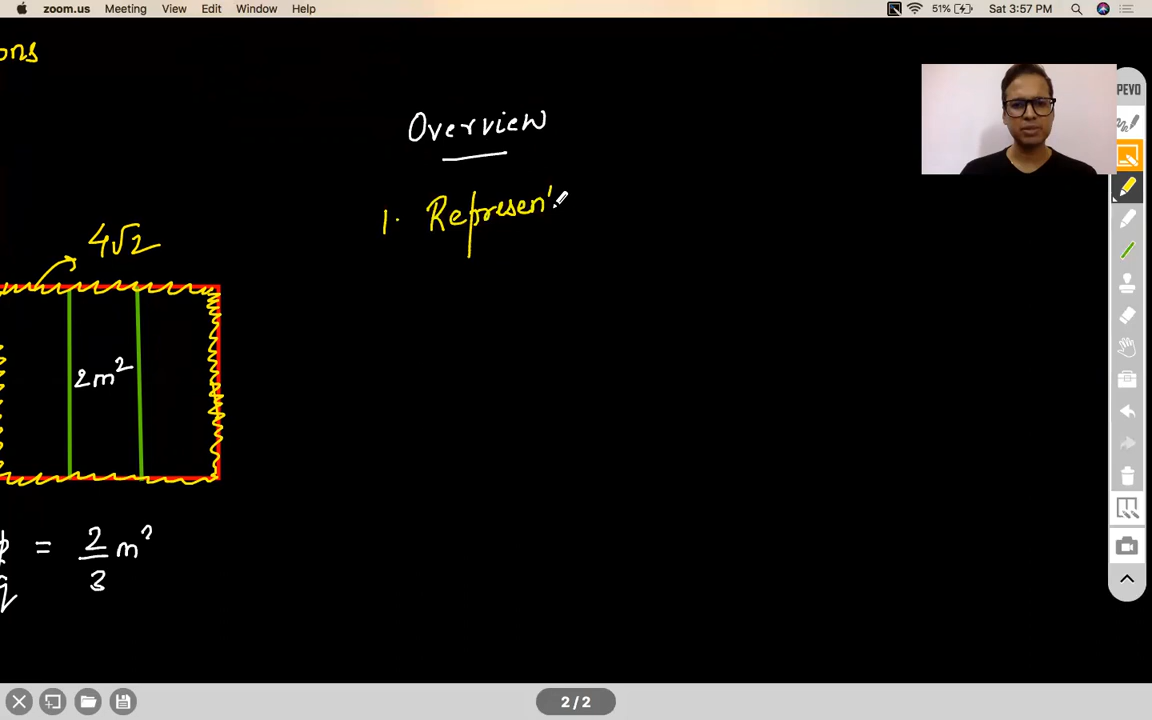 zoom.us Meeting View Edit Window Help 51% Sat 3:57 PM
ons
Overview
1. Represent
4√2
2m²
= 2/3 m²
q
2/2